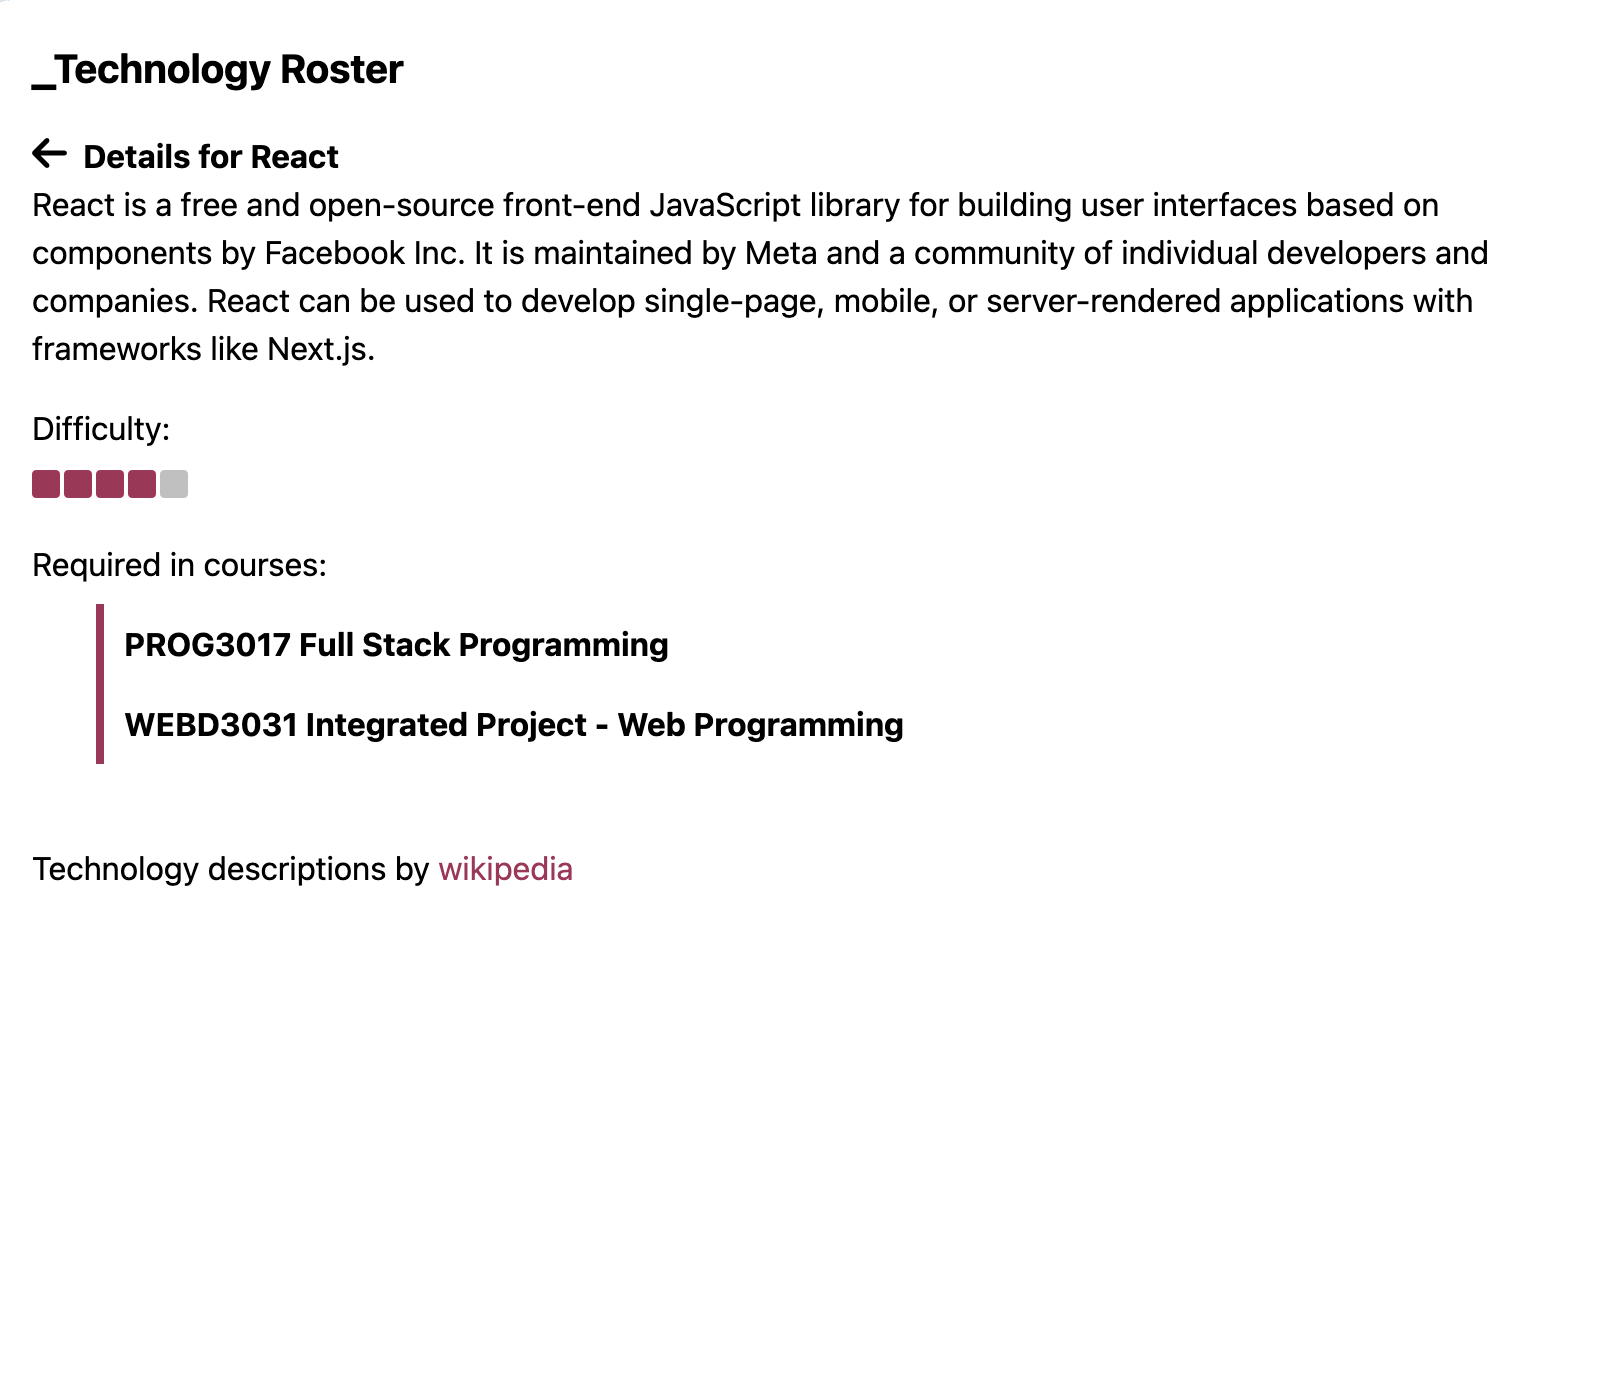 _Technology Roster
Details for React
React is a free and open-source front-end JavaScript library for building user interfaces based on
components by Facebook Inc. It is maintained by Meta and a community of individual developers and
companies. React can be used to develop single-page, mobile, or server-rendered applications with
frameworks like Next.js.
Difficulty:
Required in courses:
PROG3017 Full Stack Programming
WEBD3031 Integrated Project - Web Programming
Technology descriptions by wikipedia